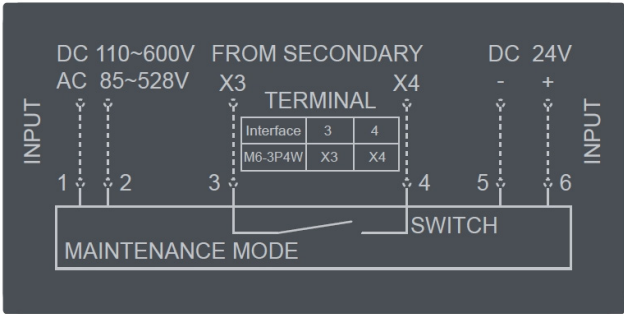 DC 110~600V FROM SECONDARY DC 24V
AC 85~528V X3 X4 - +
TERMINAL
INPUT
Interface 3 4
M6-3P4W X3 X4
INPUT
1 2 3 4 5 6
SWITCH
MAINTENANCE MODE